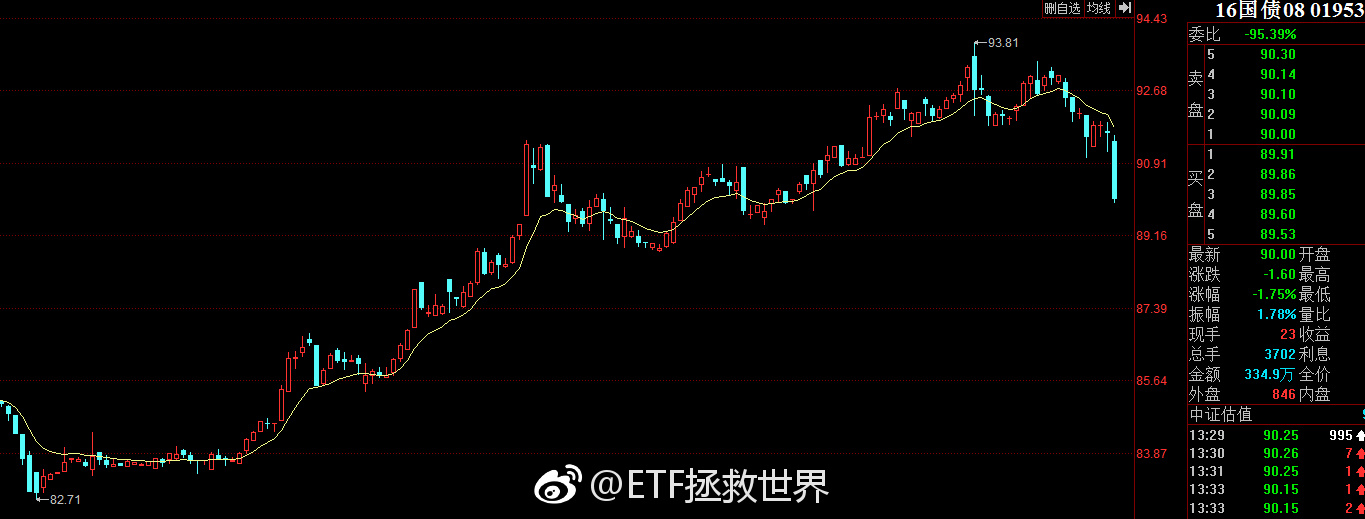 删自选 均线
16国债08 01953
94.43
93.81
92.68
90.91
89.16
87.39
85.64
83.87
82.71
委比 -95.39%
卖盘
5 90.30
4 90.14
3 90.10
2 90.09
1 90.00
买盘
1 89.91
2 89.86
3 89.85
4 89.60
5 89.53
最新 90.00 开盘
涨跌 -1.60 最高
涨幅 -1.75% 最低
振幅 1.78% 量比
现手 23 收益
总手 3702 利息
金额 334.9万 全价
外盘 846 内盘
中证估值
13:29 90.25 995
13:30 90.26 7
13:31 90.25 1
13:33 90.15 1
13:33 90.15 2
@ETF拯救世界